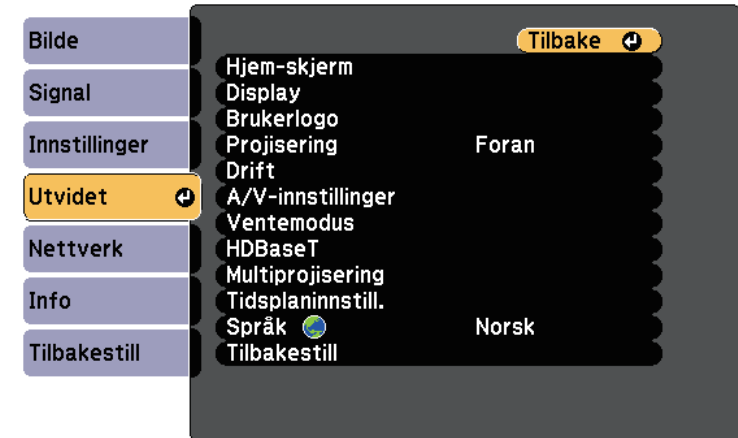 Bilde
Signal
Innstillinger
Utvidet
Nettverk
Info
Tilbakestill
Tilbake
Hjem-skjerm
Display
Brukerlogo
Projisering Foran
Drift
A/V-innstillinger
Ventemodus
HDBaseT
Multiprojisering
Tidsplaninnstill.
Språk Norsk
Tilbakestill